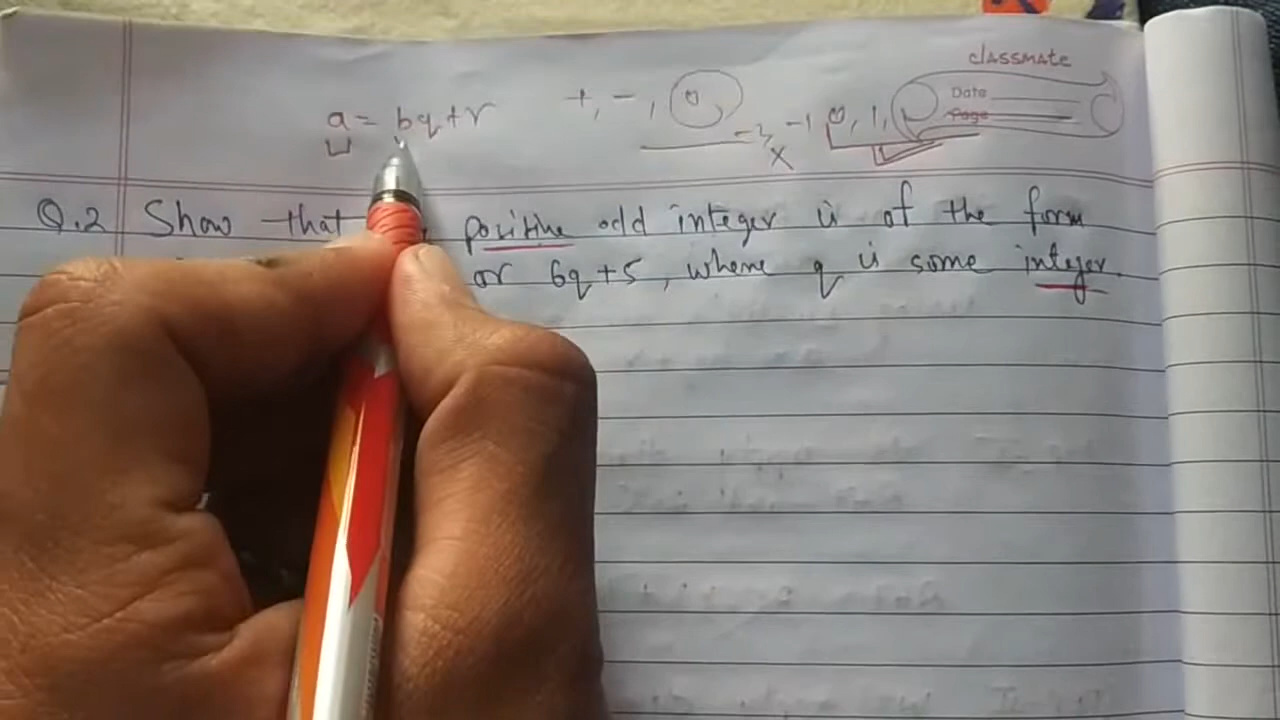 classmate
Date
Page
a = bq+r +, -, 0, -2, -1 0, 1,
Q.2 Show that positive odd integer is of the form
or 6q+5, where q is some integer.